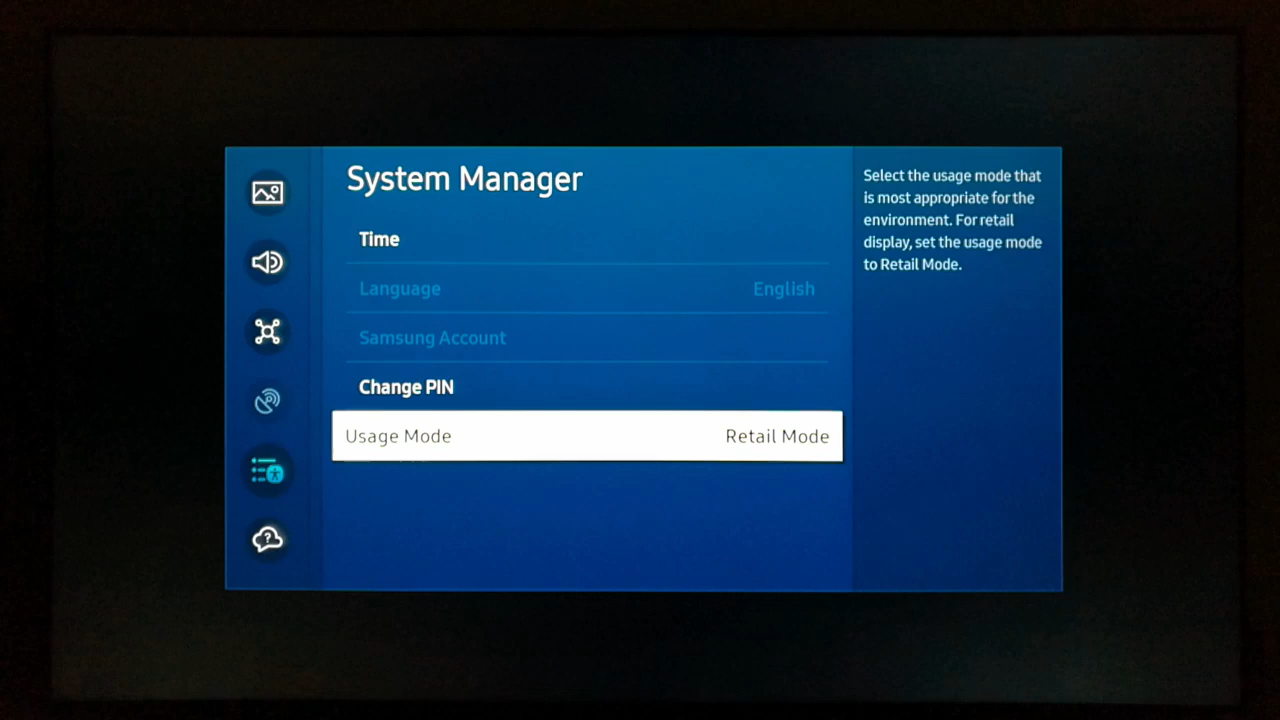 System Manager
Time
Language English
Samsung Account
Change PIN
Usage Mode Retail Mode
Select the usage mode that
is most appropriate for the
environment. For retail
display, set the usage mode
to Retail Mode.
?